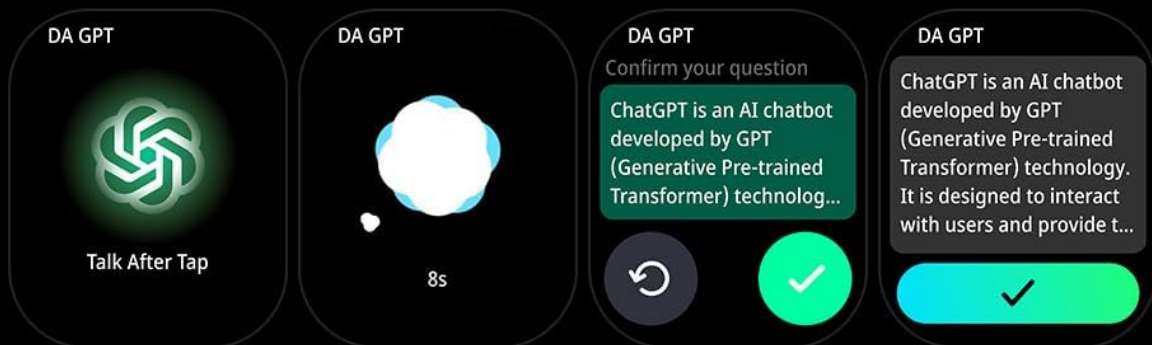 DA GPT
Talk After Tap
DA GPT
8s
DA GPT
Confirm your question
ChatGPT is an AI chatbot
developed by GPT
(Generative Pre-trained
Transformer) technolog...
DA GPT
ChatGPT is an AI chatbot
developed by GPT
(Generative Pre-trained
Transformer) technology.
It is designed to interact
with users and provide t...